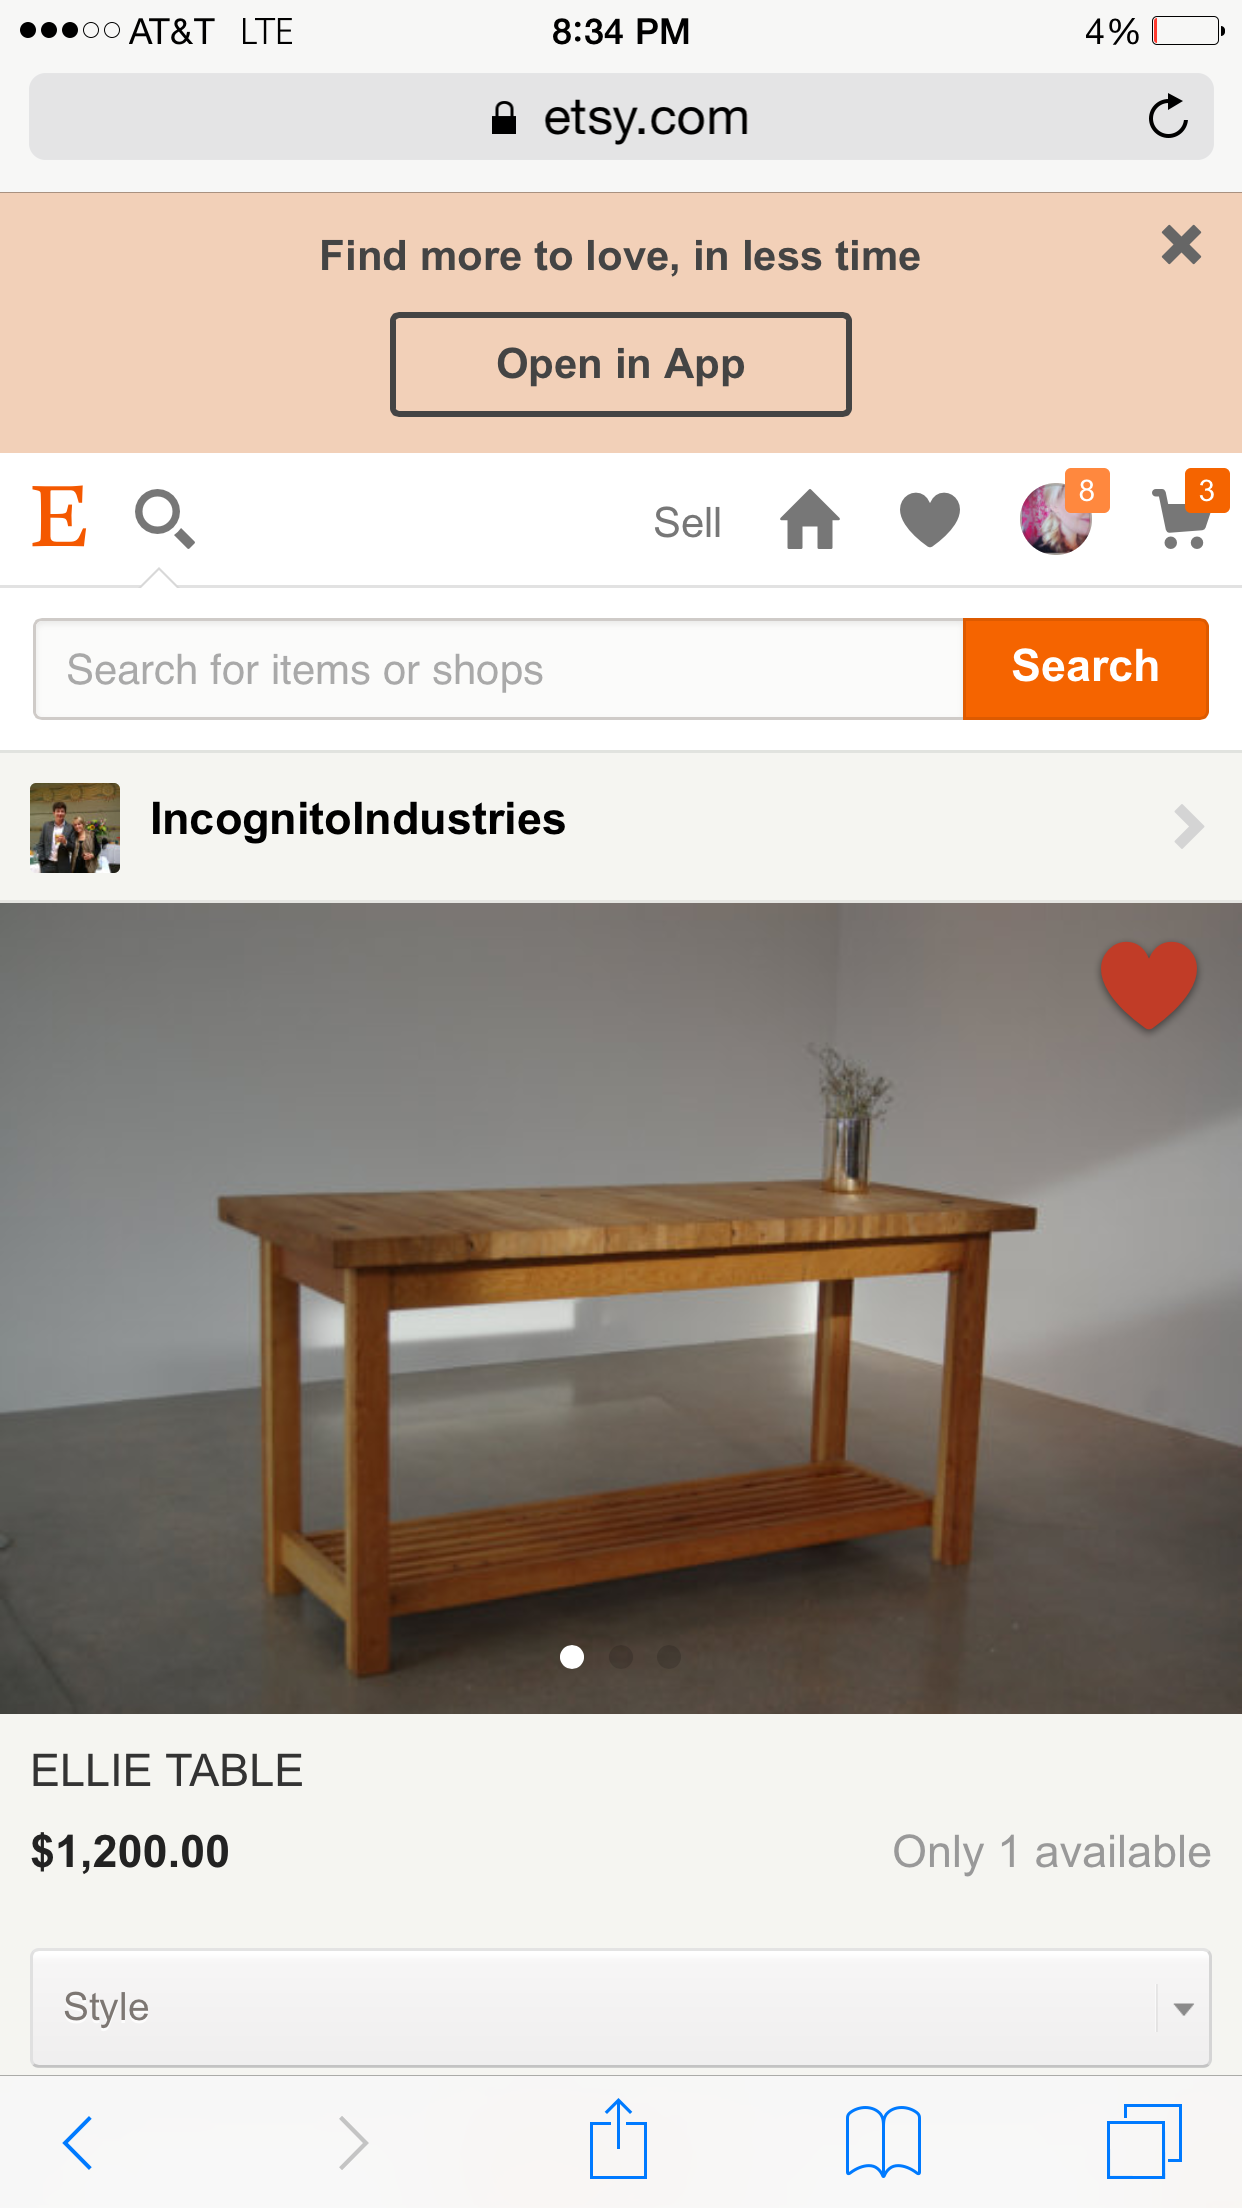 AT&T LTE 8:34 PM 4%
etsy.com
Find more to love, in less time
Open in App
E Sell 8 3
Search for items or shops Search
IncognitoIndustries
ELLIE TABLE
$1,200.00 Only 1 available
Style